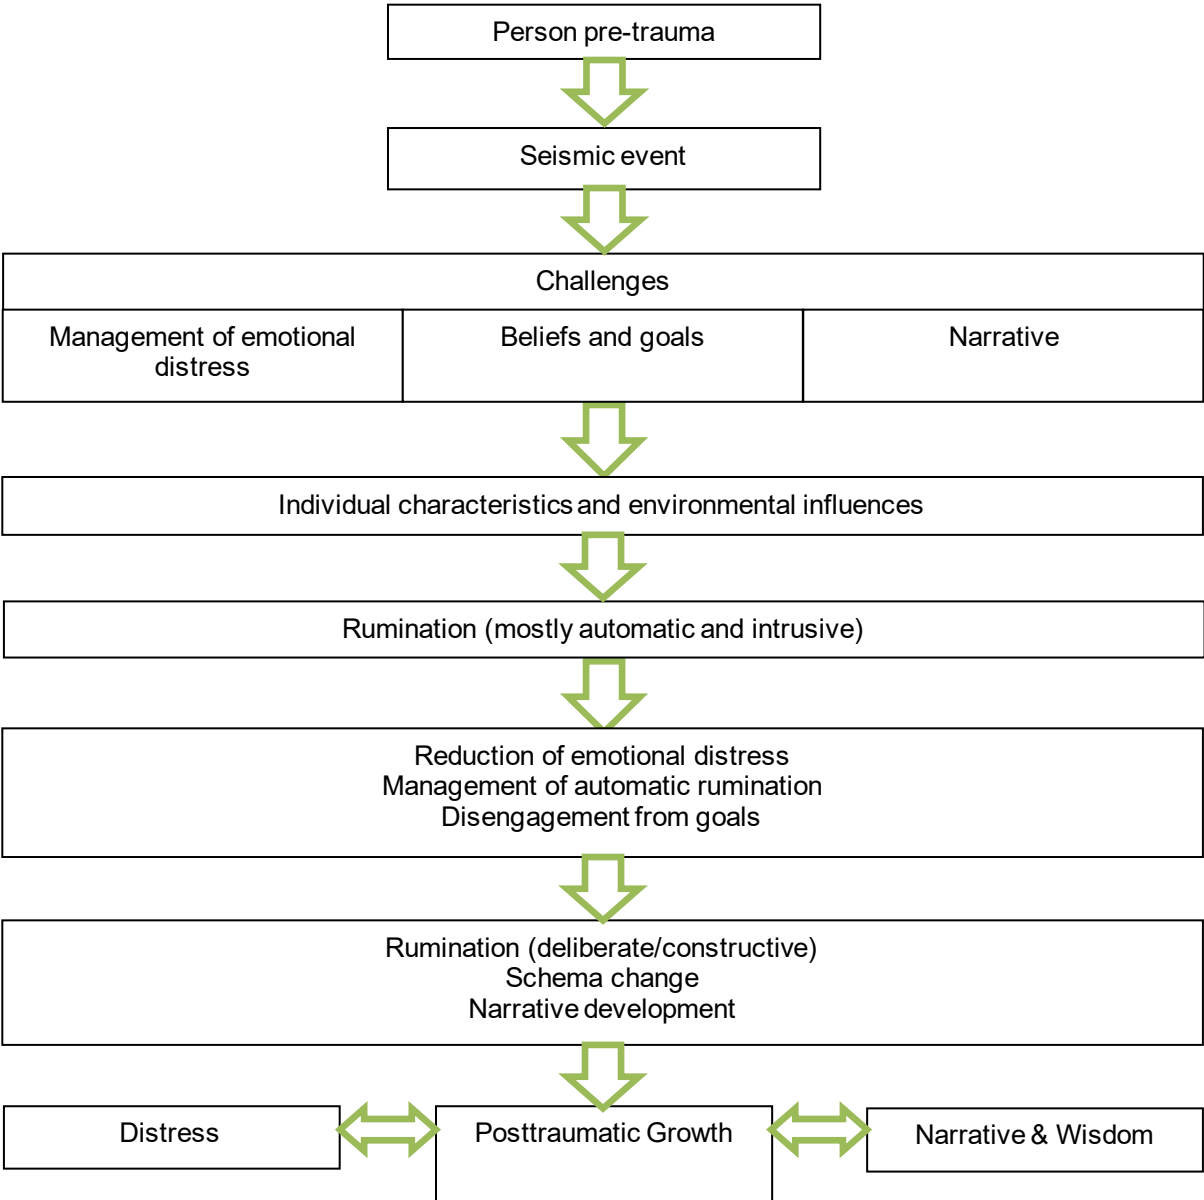 Person pre-trauma
Seismic event
Challenges
Management of emotional
distress
Beliefs and goals
Narrative
Individual characteristics and environmental influences
Rumination (mostly automatic and intrusive)
Reduction of emotional distress
Management of automatic rumination
Disengagement from goals
Rumination (deliberate/constructive)
Schema change
Narrative development
Distress
Posttraumatic Growth
Narrative & Wisdom